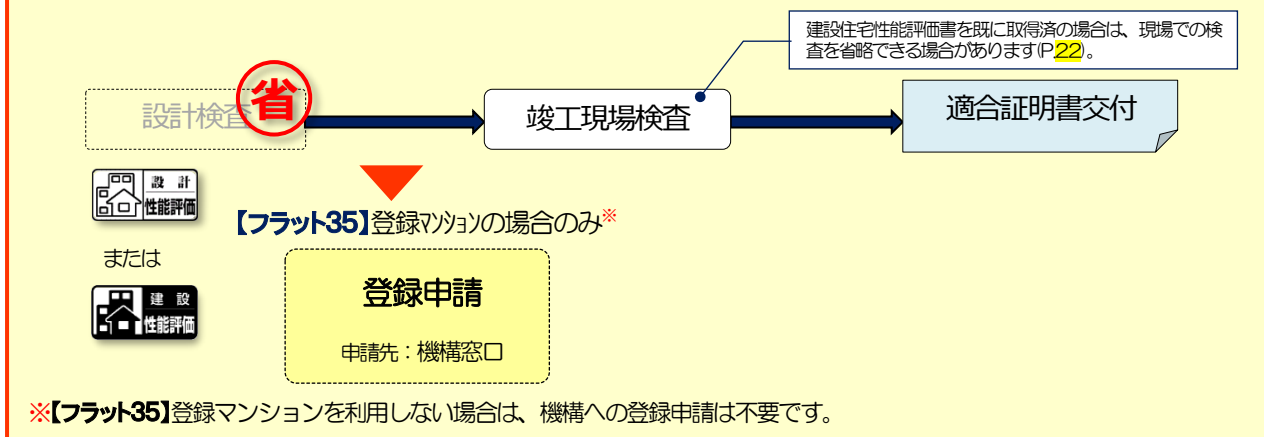 建設住宅性能評価書を既に取得済の場合は、現場での検
査を省略できる場合があります(P.22)。
設計検査
省
竣工現場検査
適合証明書交付
設計
性能評価
【フラット35】登録マンションの場合のみ※
または
登録申請
建設
性能評価
申請先：機構窓口
※【フラット35】登録マンションを利用しない場合は、機構への登録申請は不要です。